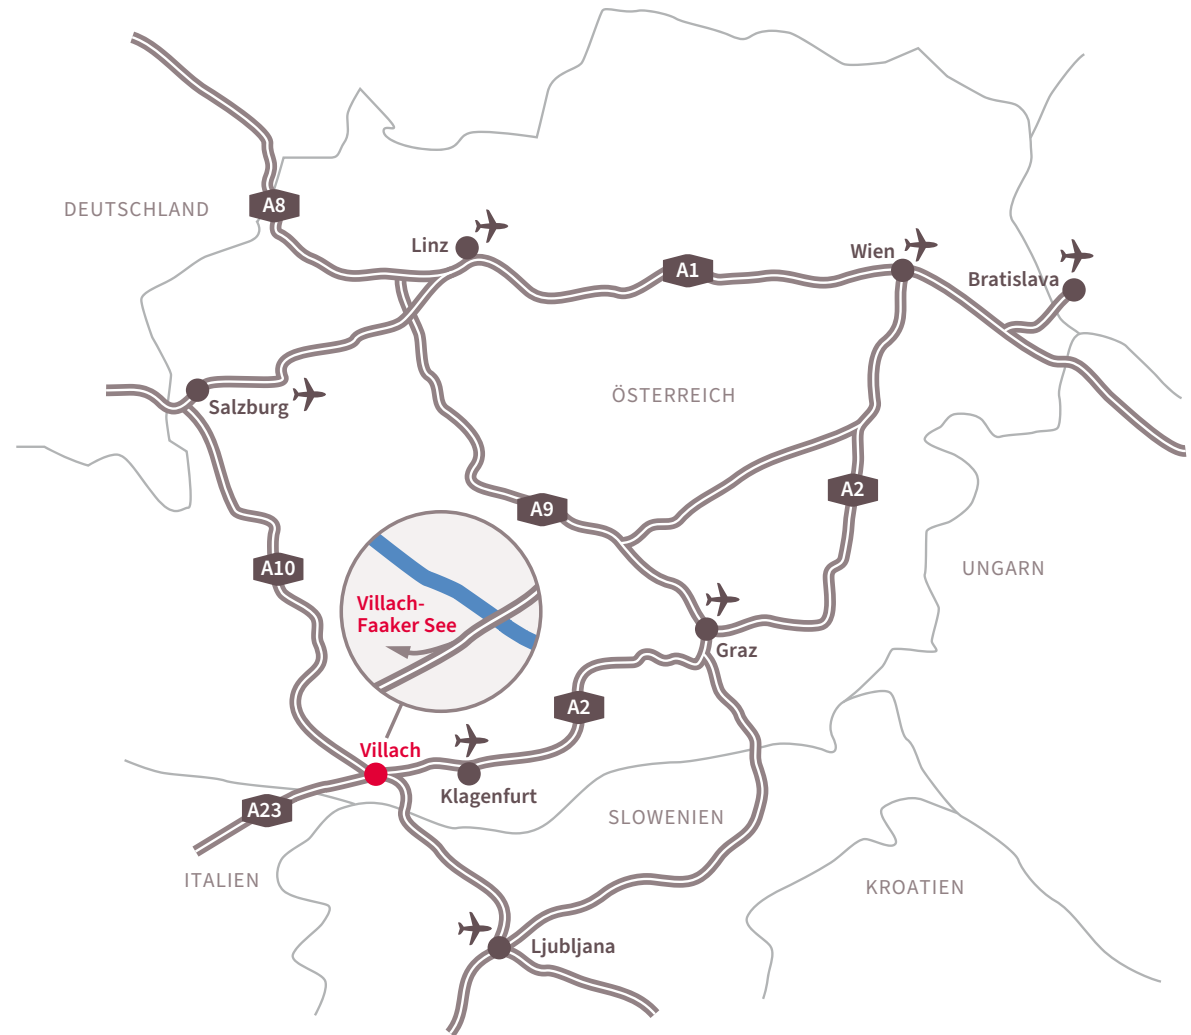 DEUTSCHLAND
A8
Linz
A1
Wien
Bratislava
Salzburg
ÖSTERREICH
A9
A2
A10
UNGARN
Villach-
Faaker See
Graz
A2
Villach
Klagenfurt
A23
SLOWENIEN
ITALIEN
KROATIEN
Ljubljana